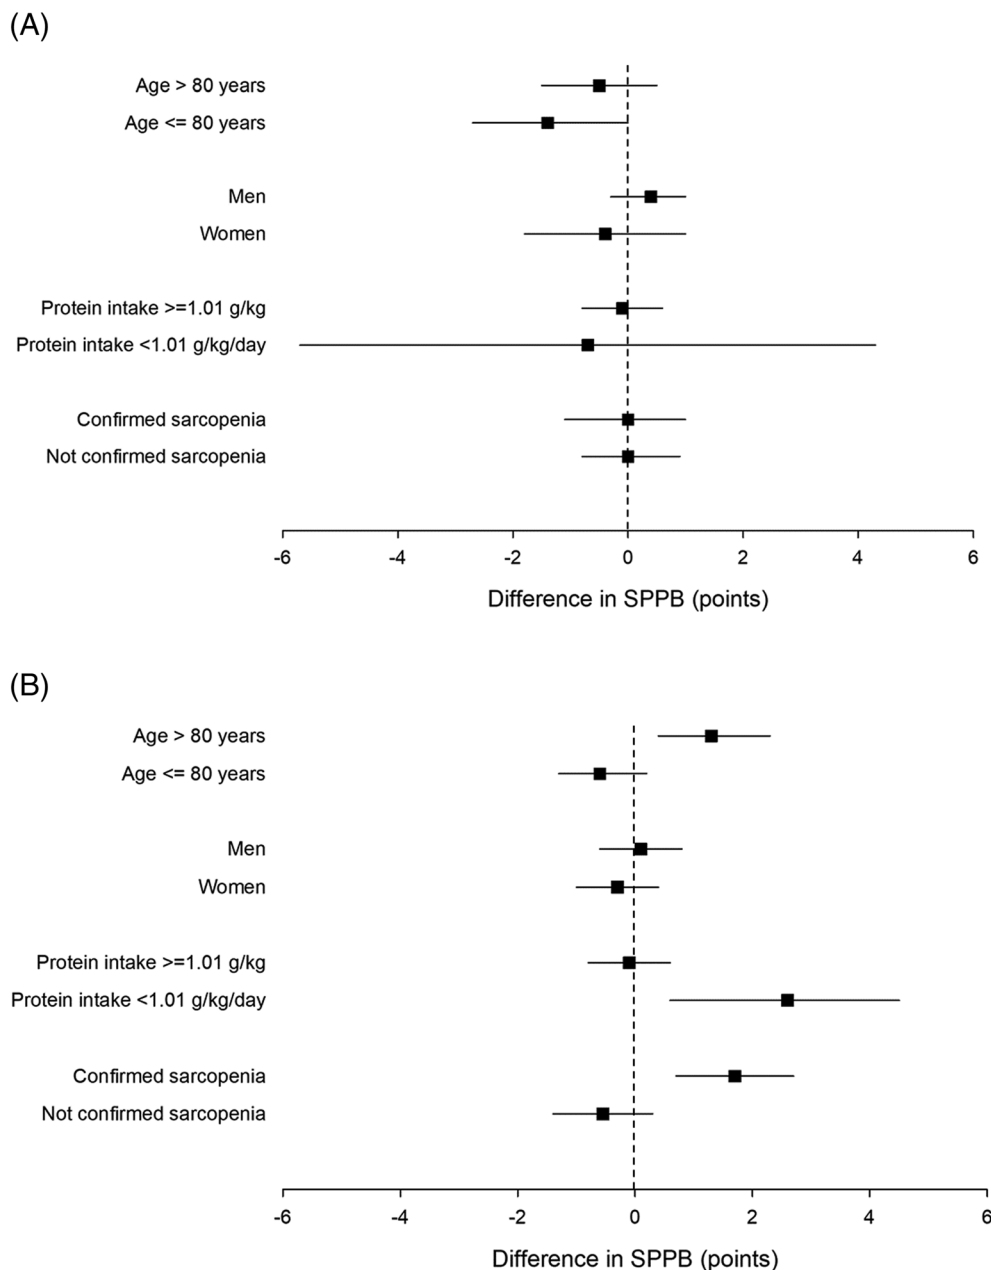 (A)
Age > 80 years
Age <= 80 years
Men
Women
Protein intake >=1.01 g/kg
Protein intake <1.01 g/kg/day
Confirmed sarcopenia
Not confirmed sarcopenia
-6 -4 -2 0 2 4 6
Difference in SPPB (points)
(B)
Age > 80 years
Age <= 80 years
Men
Women
Protein intake >=1.01 g/kg
Protein intake <1.01 g/kg/day
Confirmed sarcopenia
Not confirmed sarcopenia
-6 -4 -2 0 2 4 6
Difference in SPPB (points)